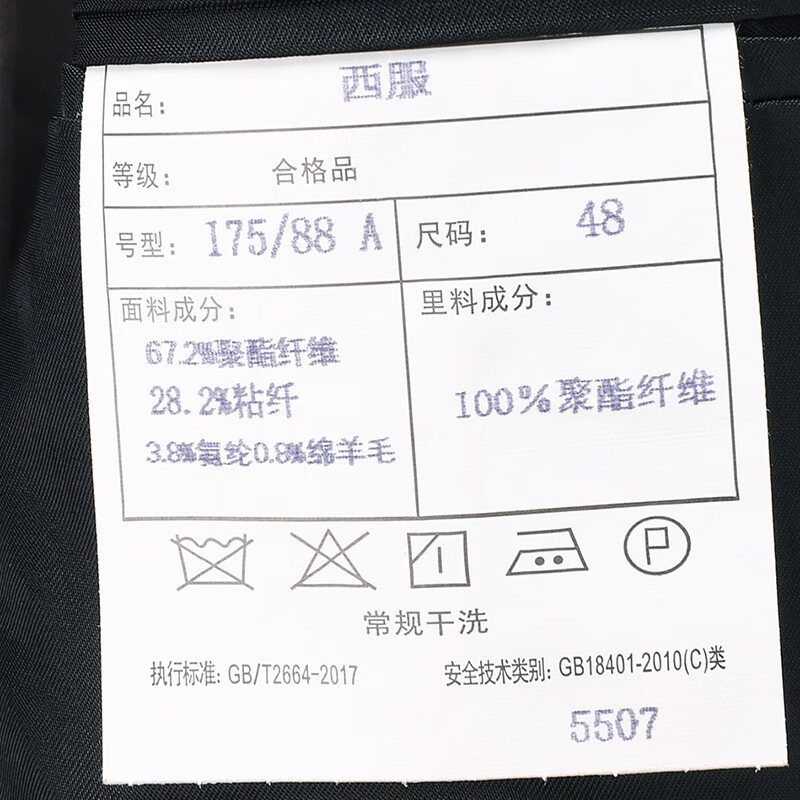 品名： 西服
等级： 合格品
号型： 175/88 A 尺码： 48
面料成分：
67.2%聚酯纤维
28.2%粘纤
3.8%氨纶0.8%绵羊毛
里料成分：
100%聚酯纤维
P
常规干洗
执行标准: GB/T2664-2017 安全技术类别: GB18401-2010(C)类
5507